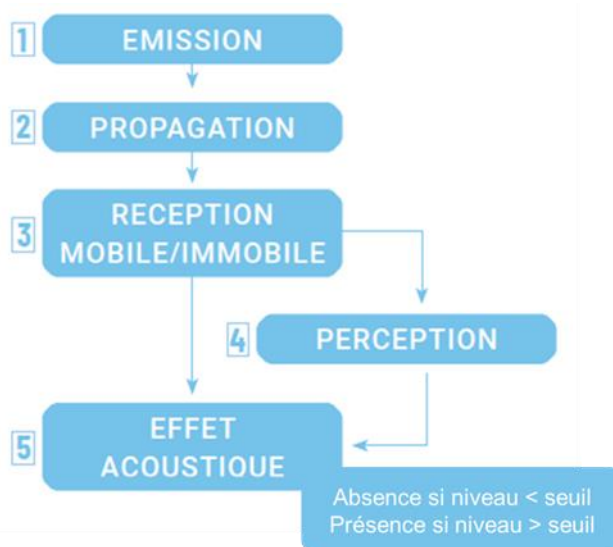 1 EMISSION
2 PROPAGATION
3 RECEPTION
MOBILE/IMMOBILE
4 PERCEPTION
5 EFFET
ACOUSTIQUE
Absence si niveau < seuil
Présence si niveau > seuil